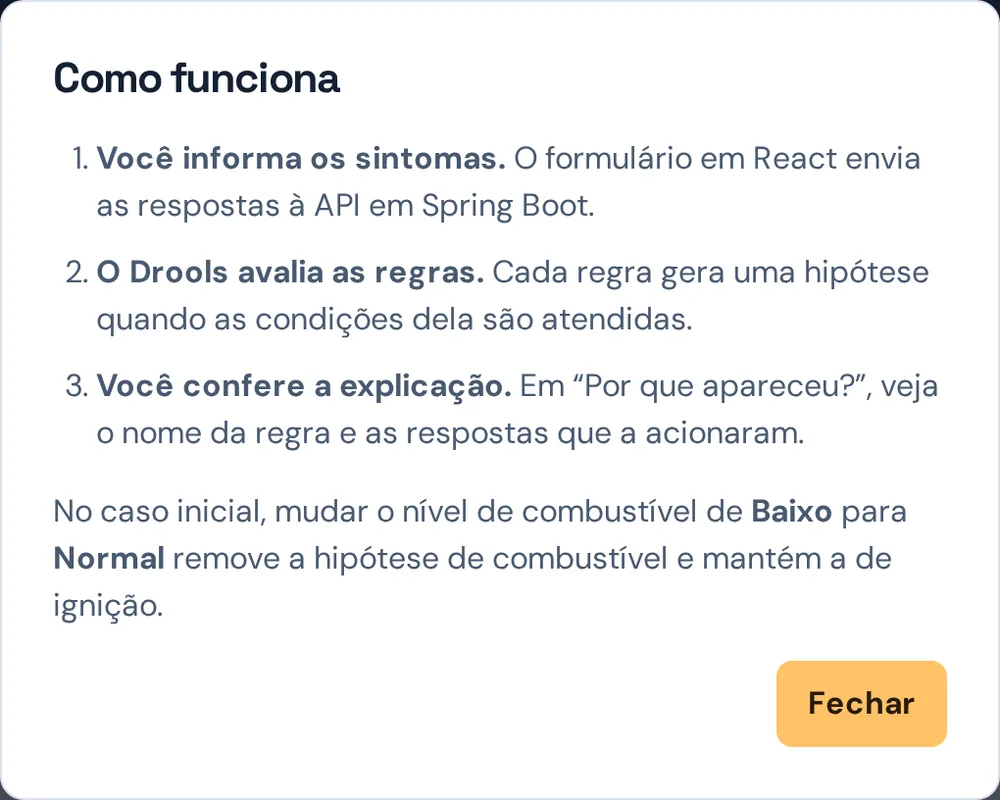 Como funciona
1. Você informa os sintomas. O formulário em React envia
as respostas à API em Spring Boot.
2. O Drools avalia as regras. Cada regra gera uma hipótese
quando as condições dela são atendidas.
3. Você confere a explicação. Em “Por que apareceu?”, veja
o nome da regra e as respostas que a acionaram.
No caso inicial, mudar o nível de combustível de Baixo para
Normal remove a hipótese de combustível e mantém a de
ignição.
Fechar